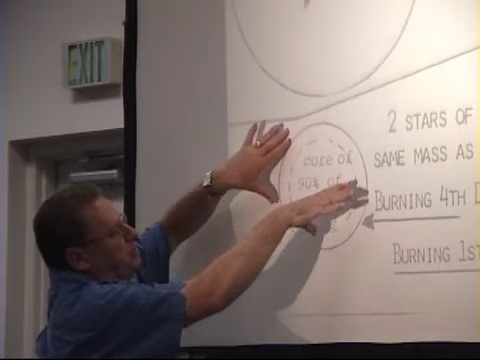 EXIT
2 STARS OF
SAME MASS AS
core of
90% of
BURNING 4TH
BURNING 1ST